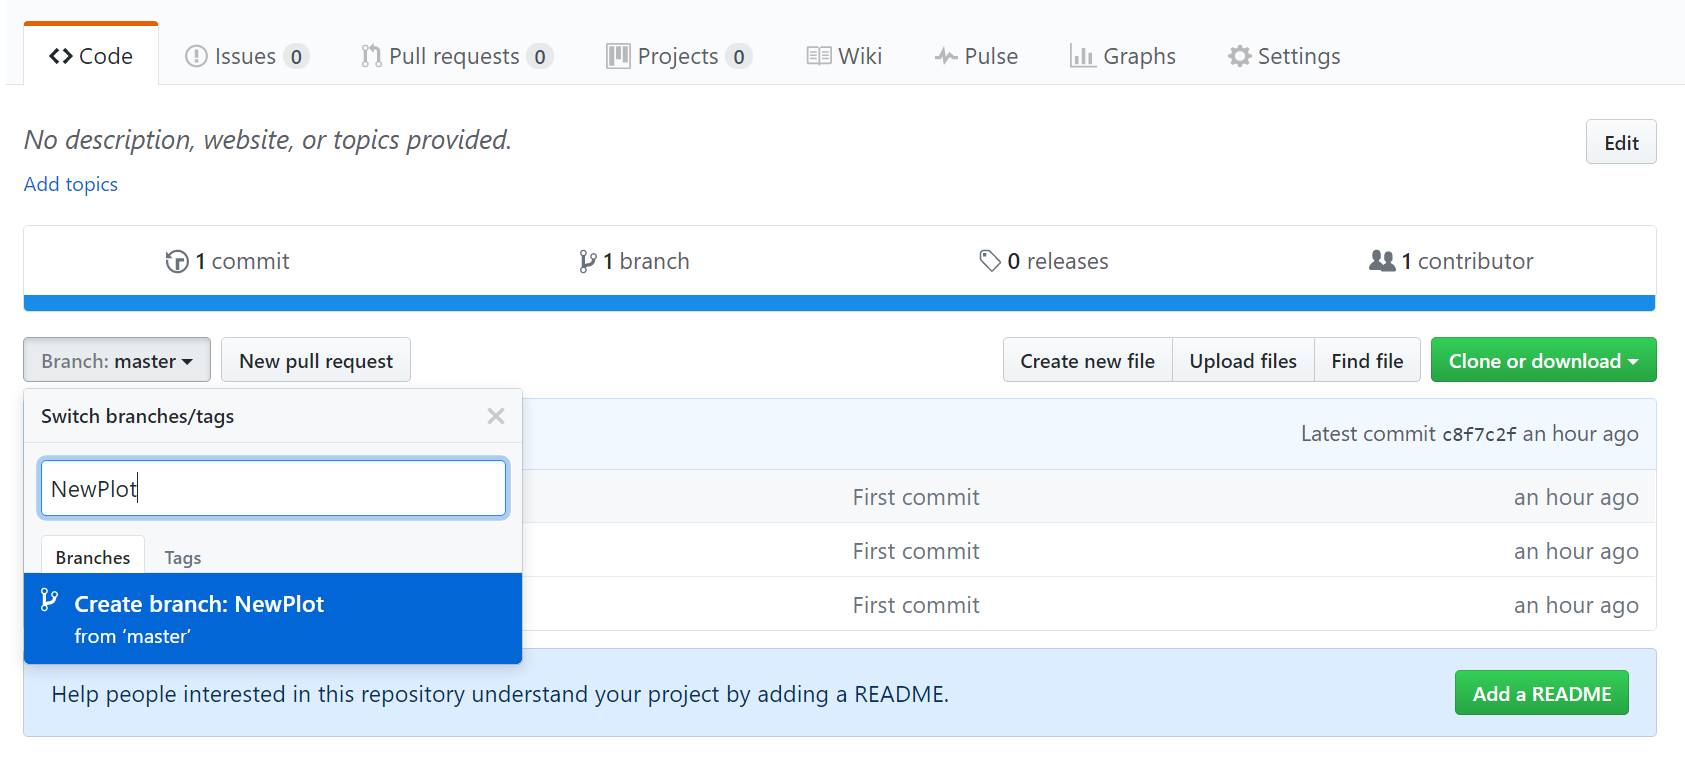 Code Issues 0 Pull requests 0 Projects 0 Wiki Pulse Graphs Settings
No description, website, or topics provided.
Edit
Add topics
1 commit 1 branch 0 releases 1 contributor
Branch: master New pull request Create new file Upload files Find file Clone or download
Switch branches/tags
Latest commit c8f7c2f an hour ago
NewPlot
First commit an hour ago
Branches Tags
First commit an hour ago
Create branch: NewPlot
from ‘master’
First commit an hour ago
Help people interested in this repository understand your project by adding a README.
Add a README